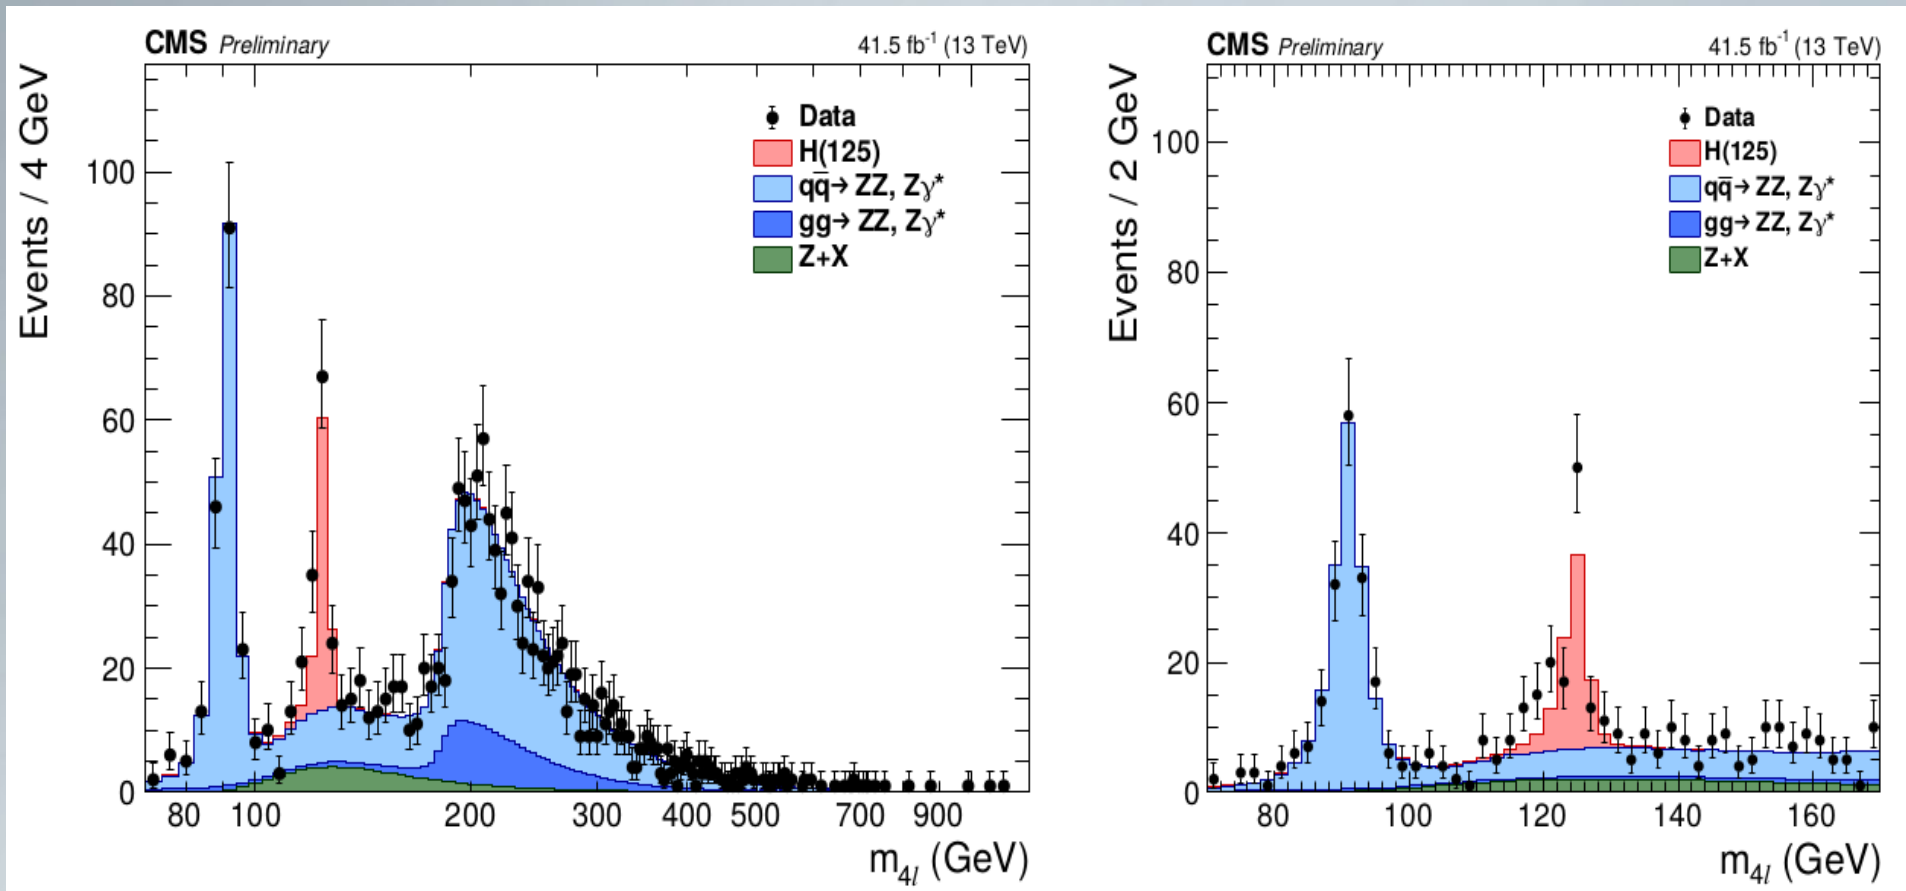 CMS Preliminary
41.5 fb⁻¹ (13 TeV)
Events / 4 GeV
100
80
60
40
20
0
Data
H(125)
qq̄→ ZZ, Zγ*
gg→ ZZ, Zγ*
Z+X
80 100 200 300 400 500 700 900
m₄ₗ (GeV)
CMS Preliminary
41.5 fb⁻¹ (13 TeV)
Events / 2 GeV
100
80
60
40
20
0
Data
H(125)
qq̄→ ZZ, Zγ*
gg→ ZZ, Zγ*
Z+X
80 100 120 140 160
m₄ₗ (GeV)